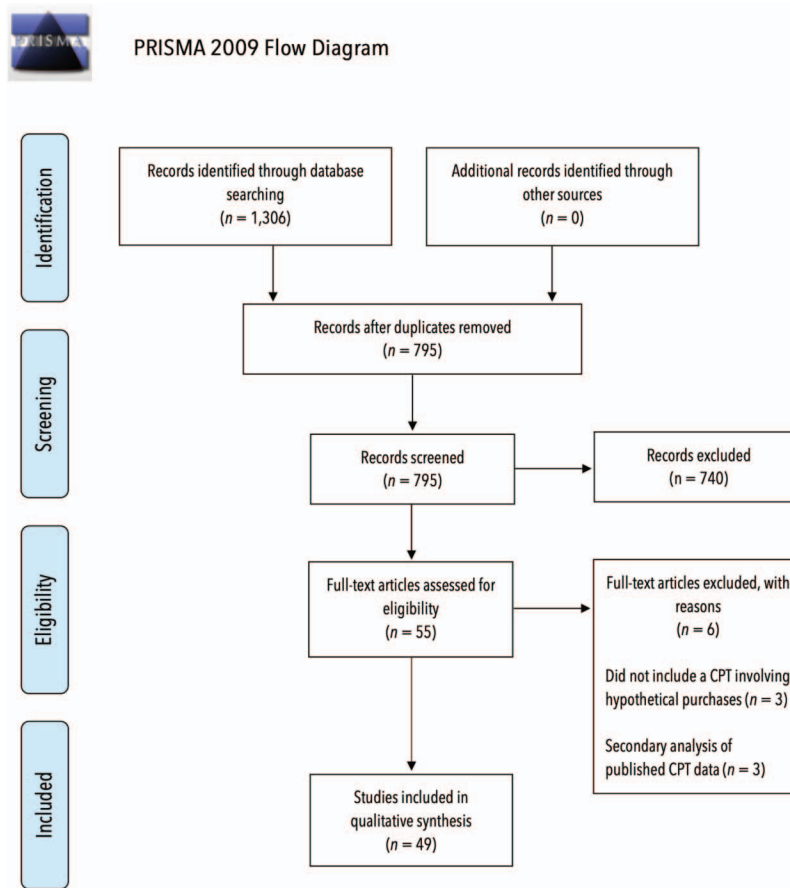 PRISMA
PRISMA 2009 Flow Diagram
Identification
Records identified through database
searching
(n = 1,306)
Additional records identified through
other sources
(n = 0)
Records after duplicates removed
(n = 795)
Screening
Records screened
(n = 795)
Records excluded
(n = 740)
Eligibility
Full-text articles assessed for
eligibility
(n = 55)
Full-text articles excluded, with
reasons
(n = 6)
Did not include a CPT involving
hypothetical purchases (n = 3)
Secondary analysis of
published CPT data (n = 3)
Included
Studies included in
qualitative synthesis
(n = 49)